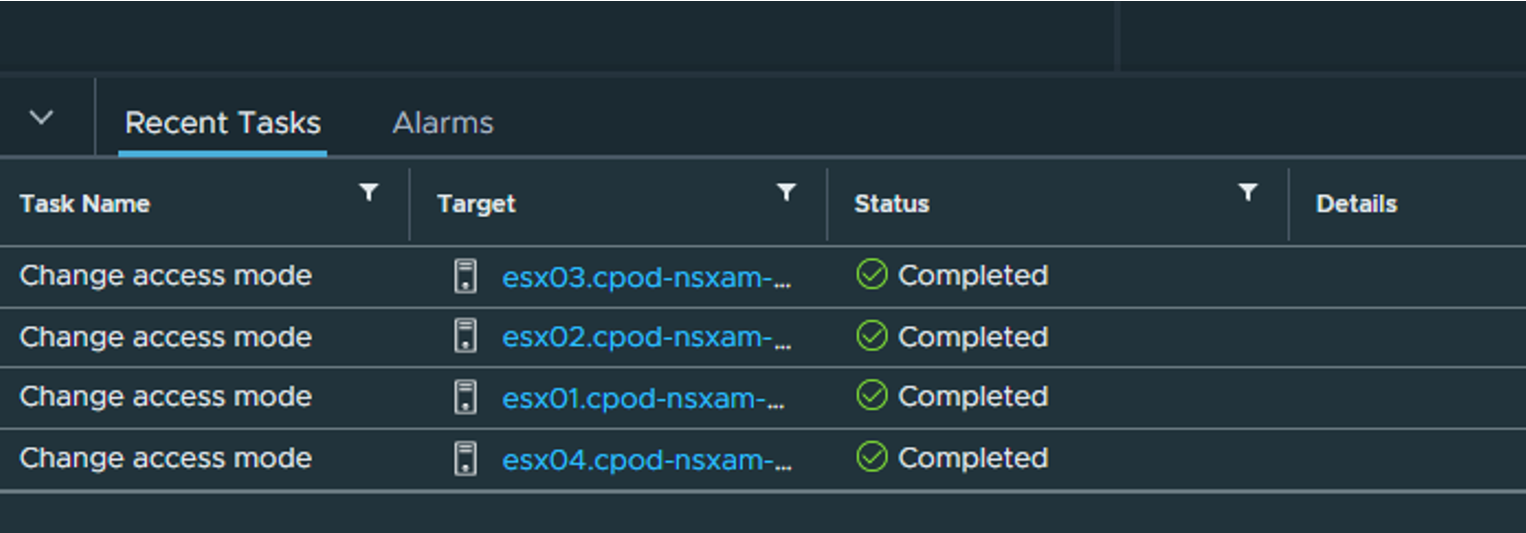 Recent Tasks Alarms
Task Name Target Status Details
Change access mode esx03.cpod-nsxam-... Completed
Change access mode esx02.cpod-nsxam-... Completed
Change access mode esx01.cpod-nsxam-... Completed
Change access mode esx04.cpod-nsxam-... Completed